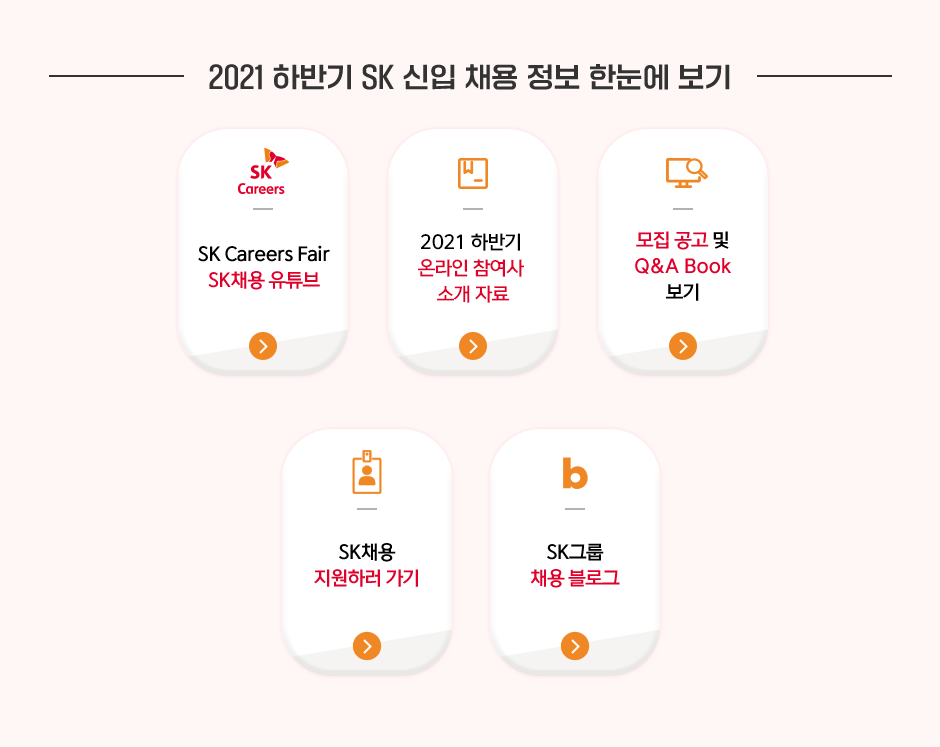 2021 하반기 SK 신입 채용 정보 한눈에 보기
SK
Careers
SK Careers Fair
SK채용 유튜브
2021 하반기
온라인 참여사
소개 자료
모집 공고 및
Q&A Book
보기
SK채용
지원하러 가기
b
SK그룹
채용 블로그